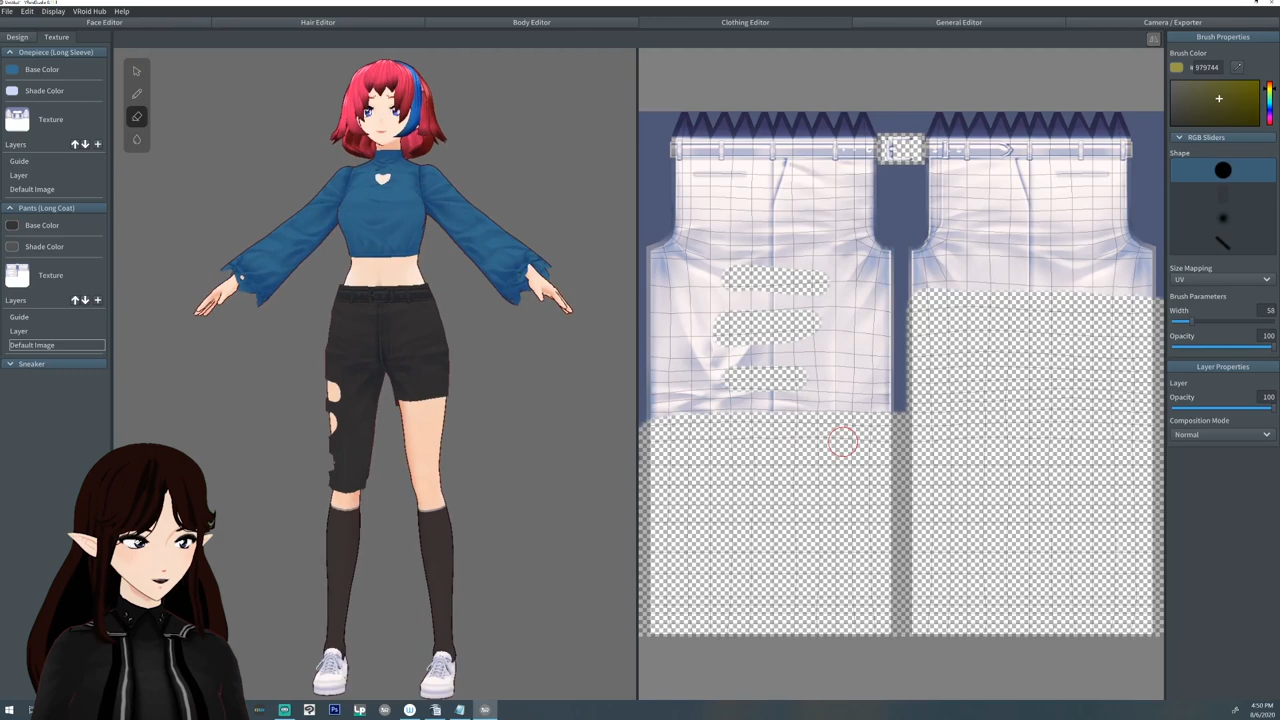 File Edit Display VRoid Hub Help
Face Editor
Hair Editor
Body Editor
Clothing Editor
General Editor
Camera / Exporter
Design Texture
Onepiece (Long Sleeve)
Base Color
Shade Color
Texture
Layers
Guide
Layer
Default Image
Pants (Long Coat)
Base Color
Shade Color
Texture
Layers
Guide
Layer
Default Image
Sneaker
Brush Properties
Brush Color
# 979744
RGB Sliders
Shape
Size Mapping
UV
Brush Parameters
Width 58
Opacity 100
Layer Properties
Layer
Opacity 100
Composition Mode
Normal
Ps
Lp
4:50 PM
8/6/2020